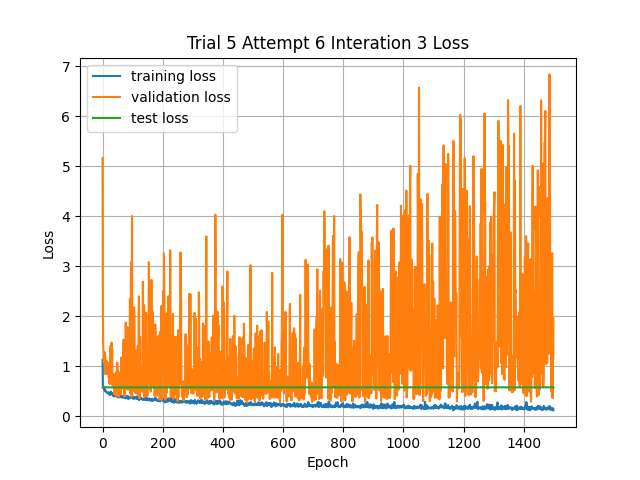 Trial 5 Attempt 6 Interation 3 Loss
7
6
5
4
3
2
1
0
Loss
training loss
validation loss
test loss
0 200 400 600 800 1000 1200 1400
Epoch